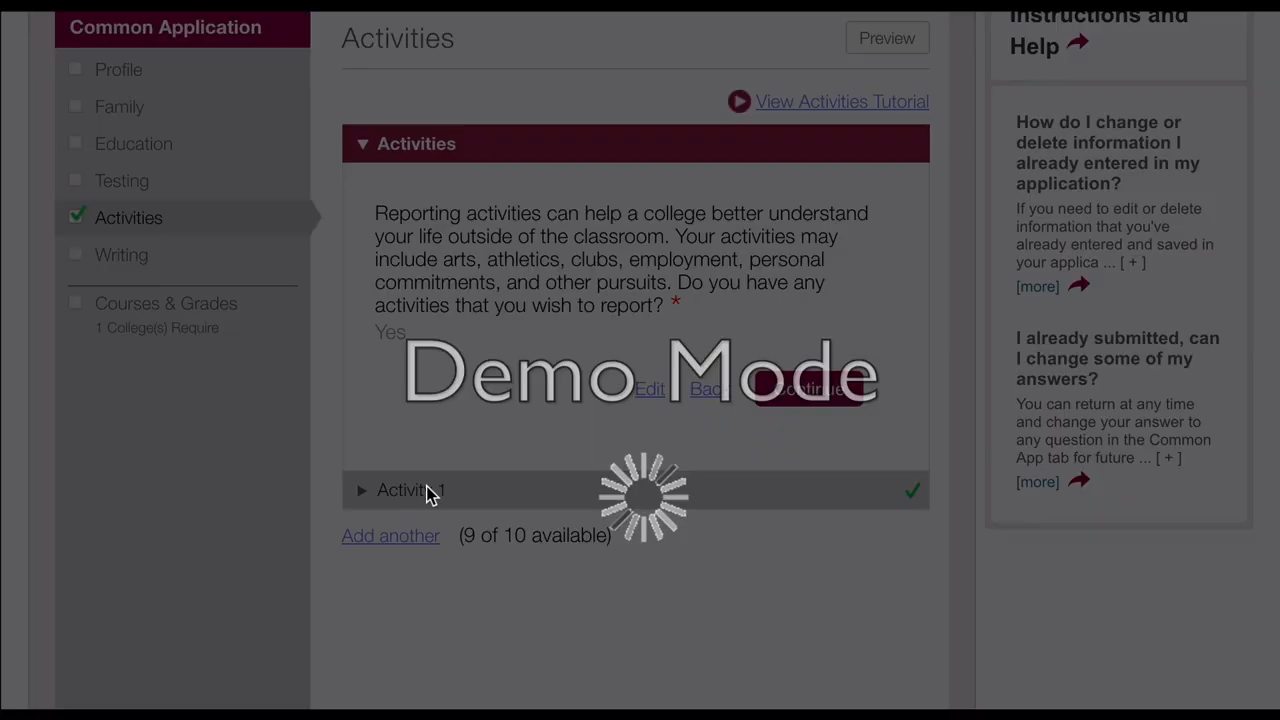 Common Application
Profile
Family
Education
Testing
Activities
Writing
Courses & Grades
1 College(s) Require
Activities
Preview
View Activities Tutorial
Activities
Reporting activities can help a college better understand
your life outside of the classroom. Your activities may
include arts, athletics, clubs, employment, personal
commitments, and other pursuits. Do you have any
activities that you wish to report? *
Yes
Demo Mode
Edit Back Continue
Activity 1
Add another (9 of 10 available)
Instructions and
Help
How do I change or
delete information I
already entered in my
application?
If you need to edit or delete
information that you've
already entered and saved in
your applica ... [ + ]
[more]
I already submitted, can
I change some of my
answers?
You can return at any time
and change your answer to
any question in the Common
App tab for future ... [ + ]
[more]